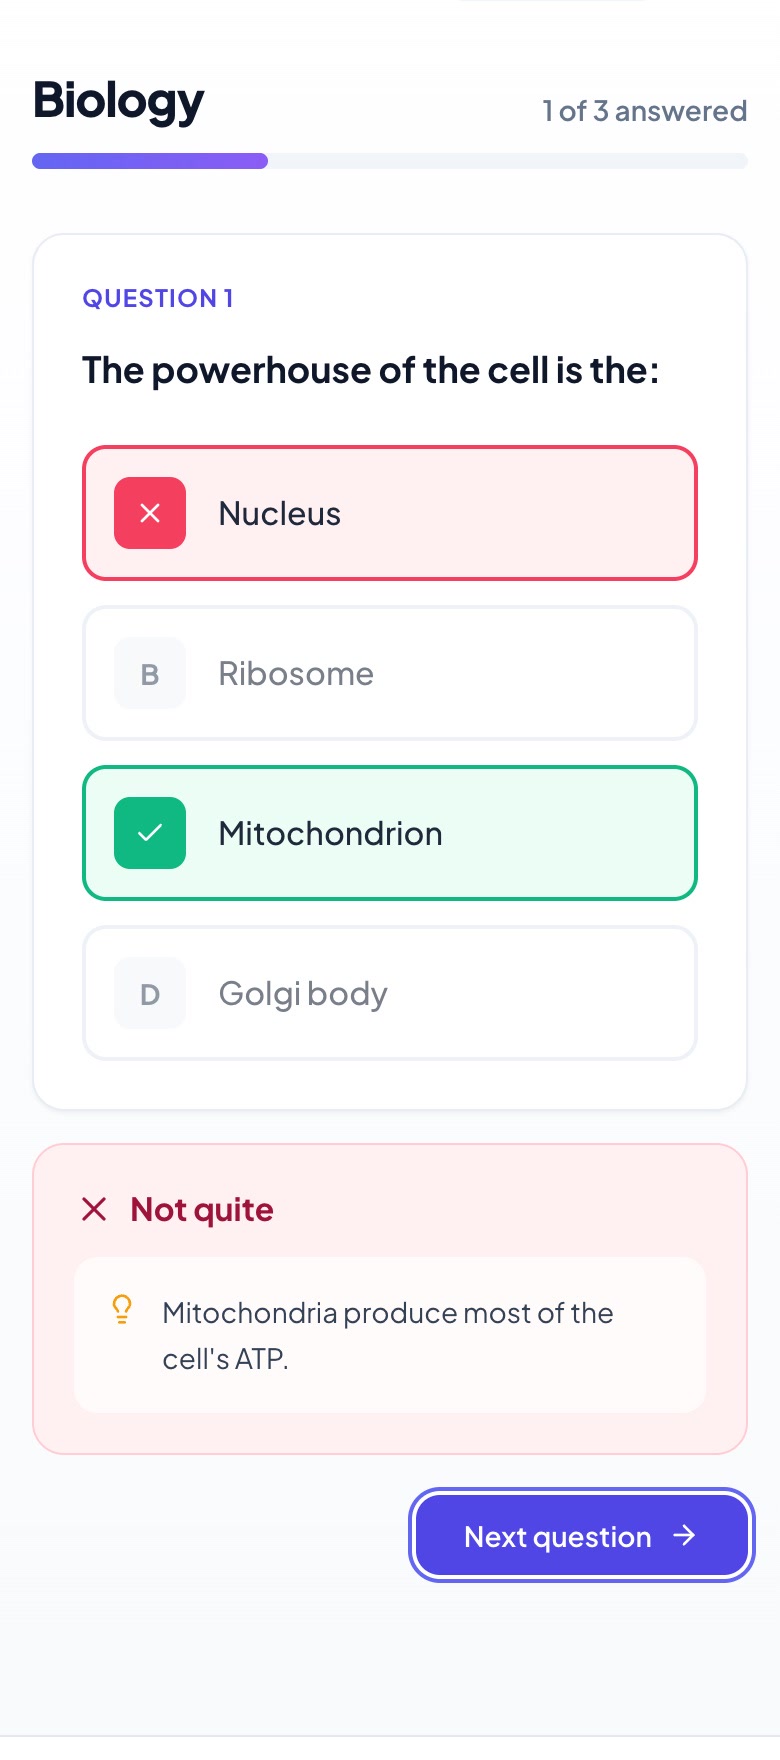 Biology
1 of 3 answered
QUESTION 1
The powerhouse of the cell is the:
Nucleus
B Ribosome
Mitochondrion
D Golgi body
Not quite
Mitochondria produce most of the
cell's ATP.
Next question →